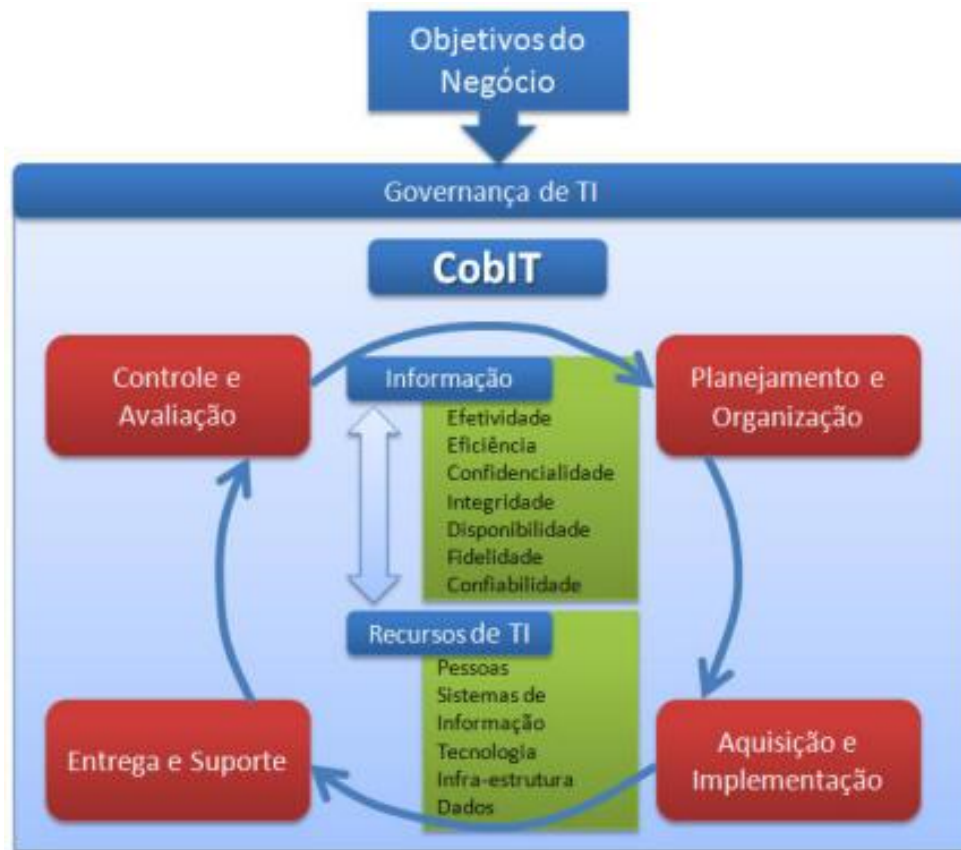 Objetivos do
Negócio
Governança de TI
CobIT
Controle e
Avaliação
Informação
Efetividade
Eficiência
Confidencialidade
Integridade
Disponibilidade
Fidelidade
Confiabilidade
Planejamento e
Organização
Recursos de TI
Pessoas
Sistemas de
Informação
Tecnologia
Infra-estrutura
Dados
Entrega e Suporte
Aquisição e
Implementação